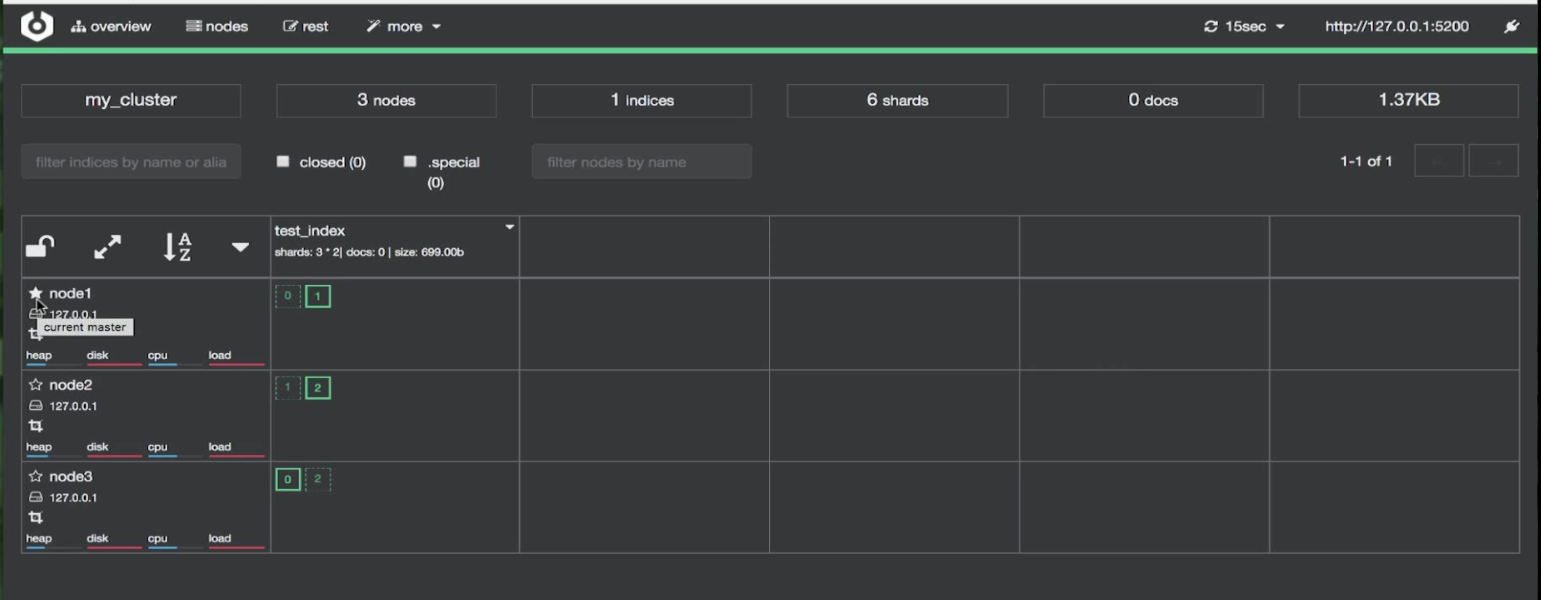 overview nodes rest more 15sec http://127.0.0.1:5200
my_cluster 3 nodes 1 indices 6 shards 0 docs 1.37KB
filter indices by name or alia closed (0) .special (0) filter nodes by name 1-1 of 1
A
Z
test_index
shards: 3 * 2| docs: 0 | size: 699.00b
node1
0 1
127.0.0.1
current master
heap disk cpu load
node2
1 2
127.0.0.1
heap disk cpu load
node3
0 2
127.0.0.1
heap disk cpu load